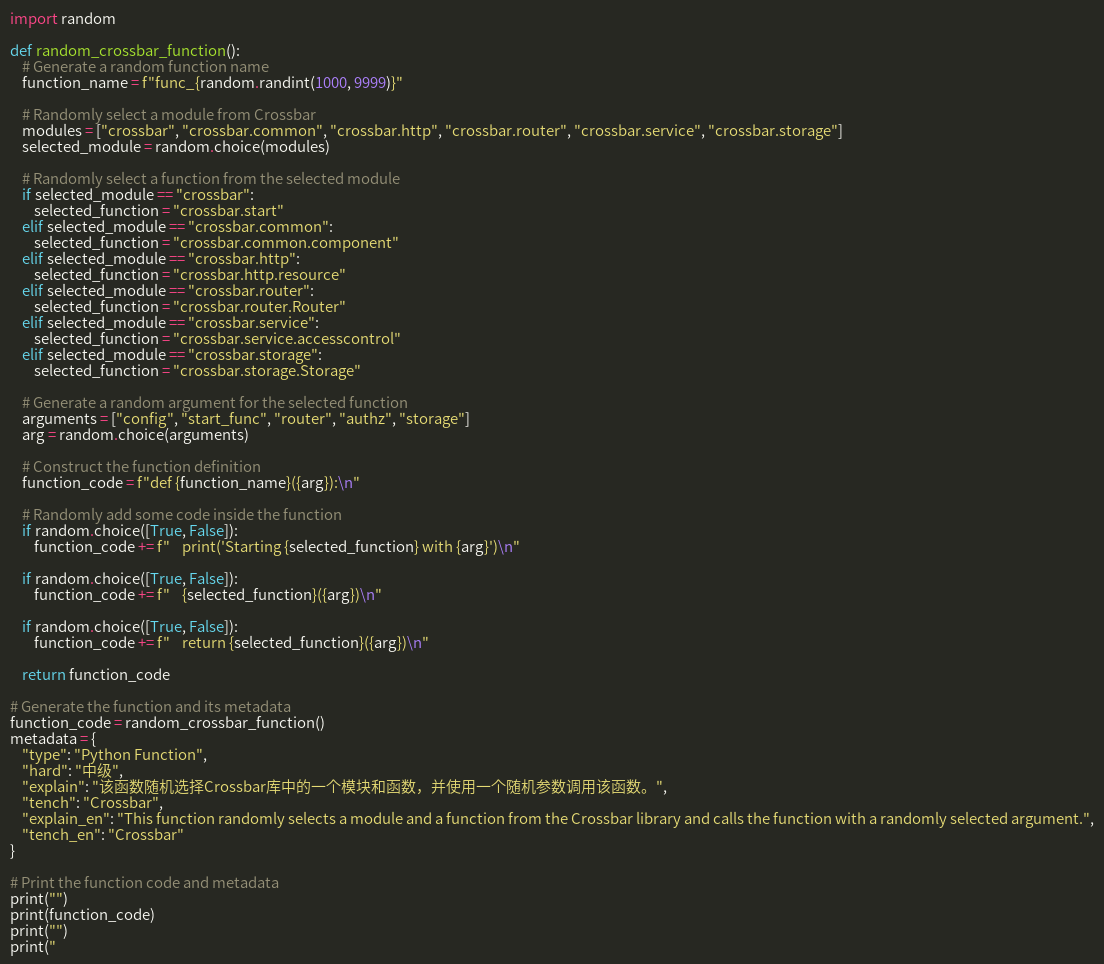 import random

def random_crossbar_function():
    # Generate a random function name
    function_name = f"func_{random.randint(1000, 9999)}"

    # Randomly select a module from Crossbar
    modules = ["crossbar", "crossbar.common", "crossbar.http", "crossbar.router", "crossbar.service", "crossbar.storage"]
    selected_module = random.choice(modules)

    # Randomly select a function from the selected module
    if selected_module == "crossbar":
        selected_function = "crossbar.start"
    elif selected_module == "crossbar.common":
        selected_function = "crossbar.common.component"
    elif selected_module == "crossbar.http":
        selected_function = "crossbar.http.resource"
    elif selected_module == "crossbar.router":
        selected_function = "crossbar.router.Router"
    elif selected_module == "crossbar.service":
        selected_function = "crossbar.service.accesscontrol"
    elif selected_module == "crossbar.storage":
        selected_function = "crossbar.storage.Storage"

    # Generate a random argument for the selected function
    arguments = ["config", "start_func", "router", "authz", "storage"]
    arg = random.choice(arguments)

    # Construct the function definition
    function_code = f"def {function_name}({arg}):\n"

    # Randomly add some code inside the function
    if random.choice([True, False]):
        function_code += f"    print('Starting {selected_function} with {arg}')\n"

    if random.choice([True, False]):
        function_code += f"    {selected_function}({arg})\n"

    if random.choice([True, False]):
        function_code += f"    return {selected_function}({arg})\n"

    return function_code

# Generate the function and its metadata
function_code = random_crossbar_function()
metadata = {
    "type": "Python Function",
    "hard": "中级",
    "explain": "该函数随机选择Crossbar库中的一个模块和函数，并使用一个随机参数调用该函数。",
    "tench": "Crossbar",
    "explain_en": "This function randomly selects a module and a function from the Crossbar library and calls the function with a randomly selected argument.",
    "tench_en": "Crossbar"
}

# Print the function code and metadata
print("")
print(function_code)
print("")
print("